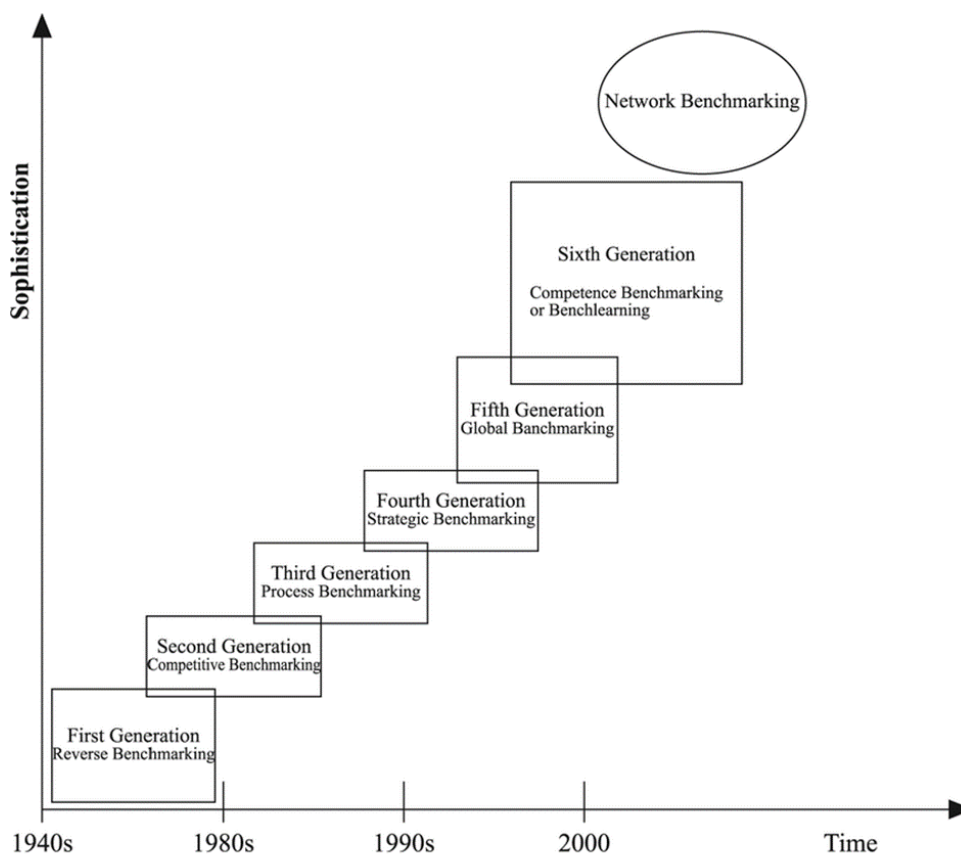 Network Benchmarking
Sophistication
Sixth Generation
Competence Benchmarking
or Benchlearning
Fifth Generation
Global Banchmarking
Fourth Generation
Strategic Benchmarking
Third Generation
Process Benchmarking
Second Generation
Competitive Benchmarking
First Generation
Reverse Benchmarking
1940s 1980s 1990s 2000 Time